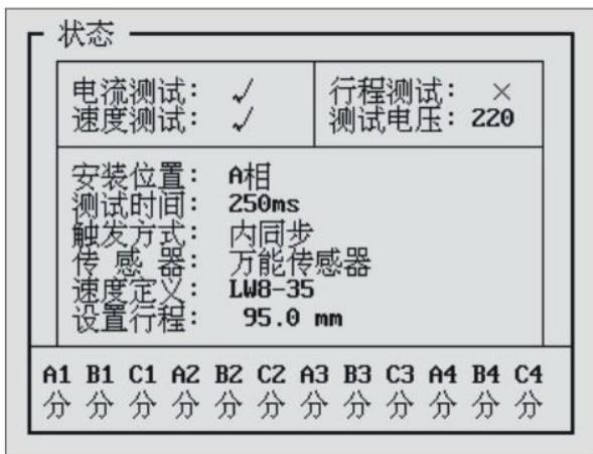 状态
电流测试: √ 行程测试: ×
速度测试: √ 测试电压: 220
安装位置: A相
测试时间: 250ms
触发方式: 内同步
传 感 器: 万能传感器
速度定义: LW8-35
设置行程: 95.0 mm
A1 B1 C1 A2 B2 C2 A3 B3 C3 A4 B4 C4
分 分 分 分 分 分 分 分 分 分 分 分